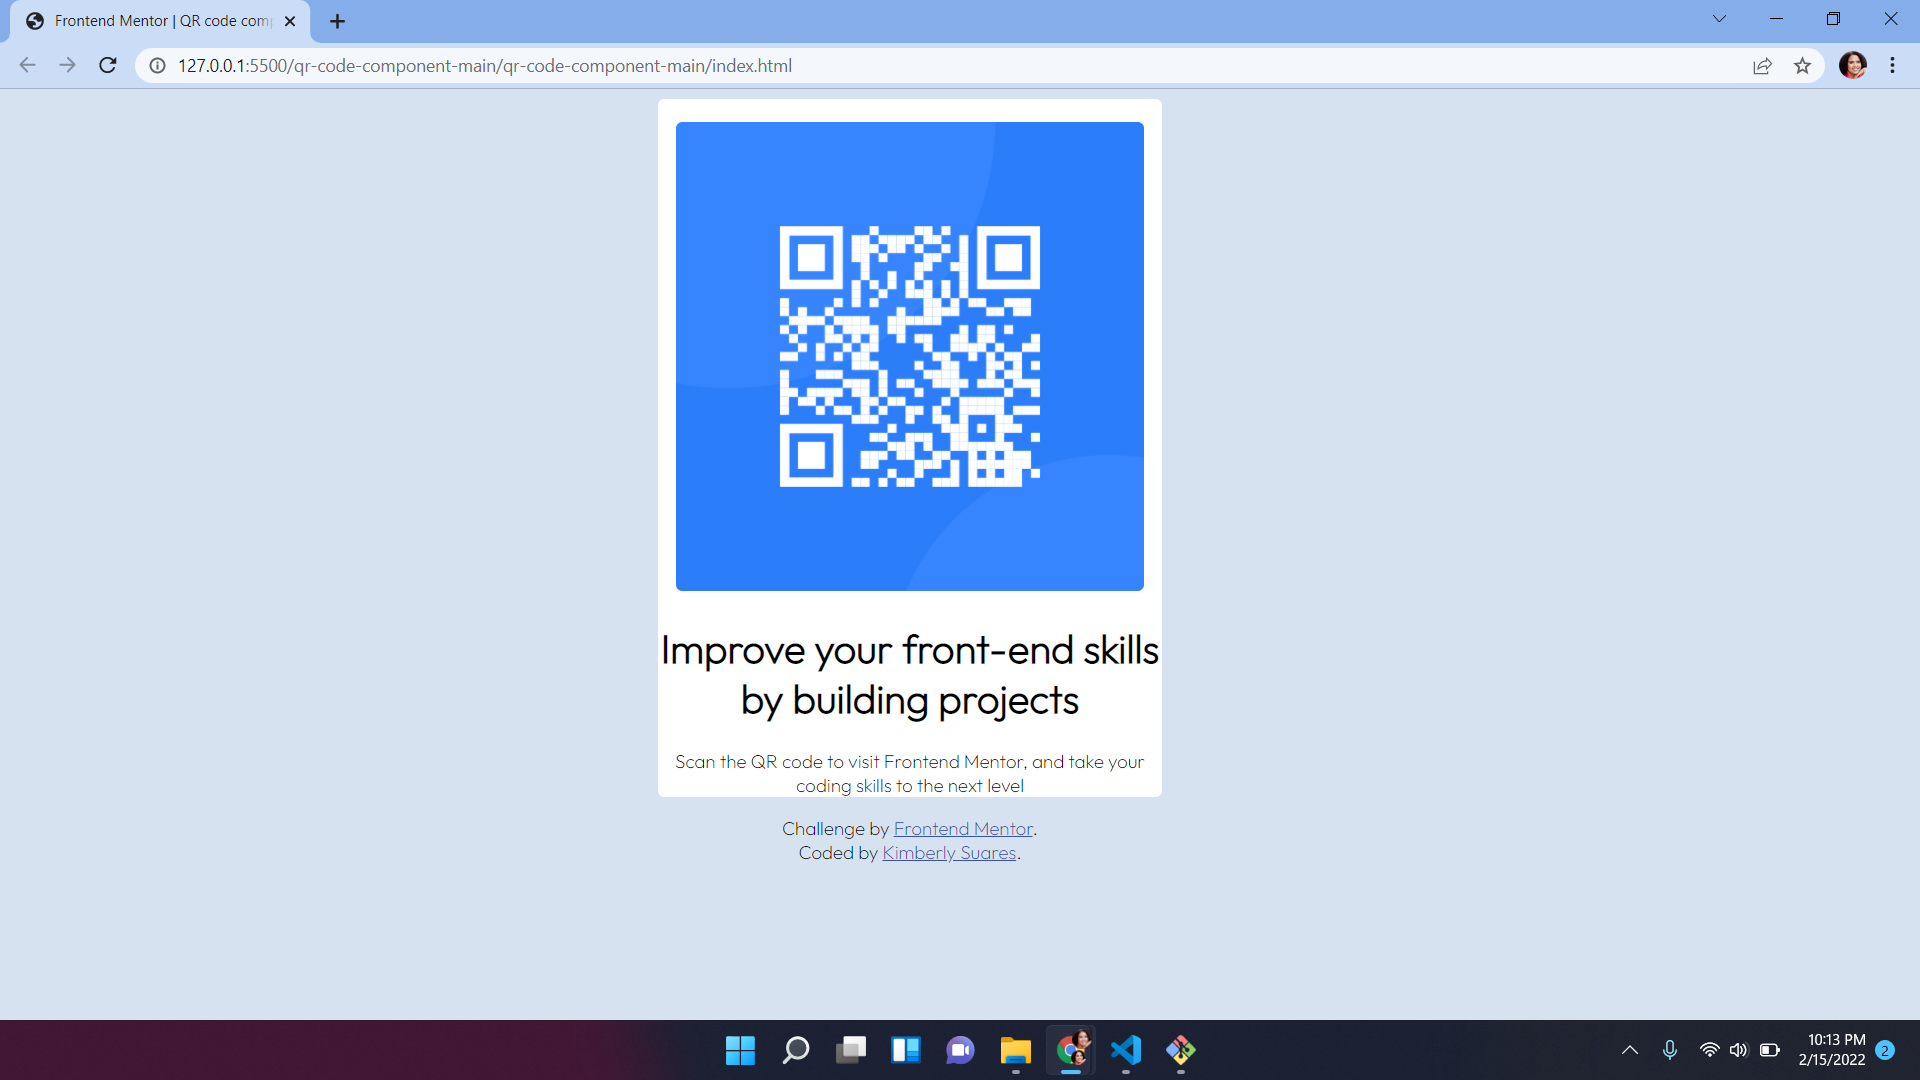 Frontend Mentor | QR code com
127.0.0.1:5500/qr-code-component-main/qr-code-component-main/index.html
Improve your front-end skills
by building projects
Scan the QR code to visit Frontend Mentor, and take your
coding skills to the next level
Challenge by Frontend Mentor.
Coded by Kimberly Suares.
10:13 PM
2/15/2022
2